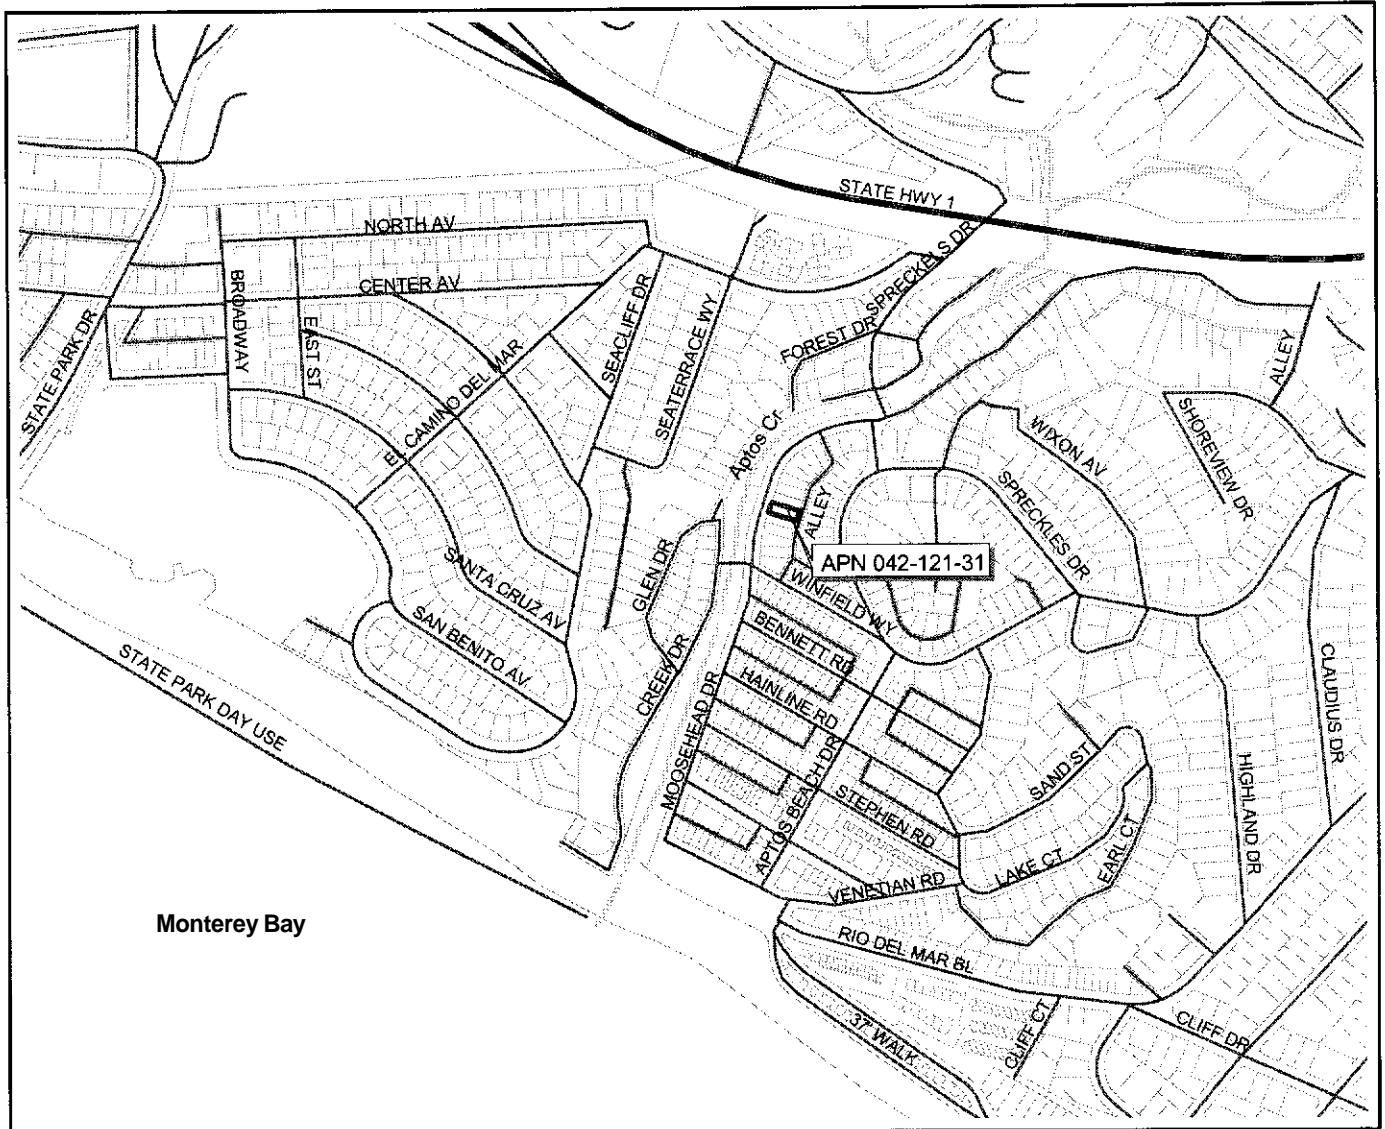 STATE HWY 1
NORTH AV
SPRECKELS DR
CENTER AV
BROADWAY
SEACLIFF DR
SEATERRACE WY
STATE PARK DR
EAST ST
FOREST DR
ALLEY
EL CAMINO DEL MAR
SHOREVIEW DR
WIXON AV
Aptos Cr
SPRECKLES DR
ALLEY
APN 042-121-31
GLEN DR
SANTA CRUZ AV
WINFIELD WY
SAN BENITO AV
BENNETT RD
CLAUDIUS DR
STATE PARK DAY USE
CREEK DR
HAINLINE RD
MOOSEHEAD DR
SAND ST
HIGHLAND DR
APTOS BEACH DR
STEPHEN RD
EARL CT
LAKE CT
VENETIAN RD
Monterey Bay
RIO DEL MAR BL
37' WALK
CLIFF CT
CLIFF DR